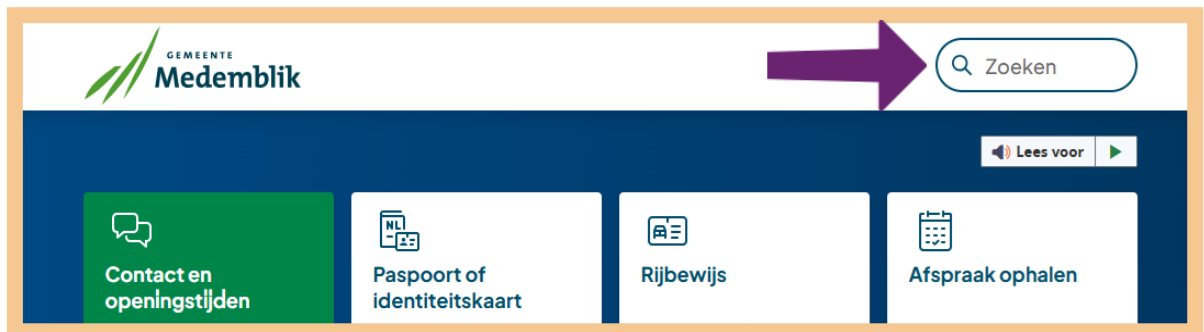 GEMEENTE
Medemblik
Zoeken
Lees voor
NL
Contact en
openingstijden
Paspoort of
identiteitskaart
Rijbewijs
Afspraak ophalen